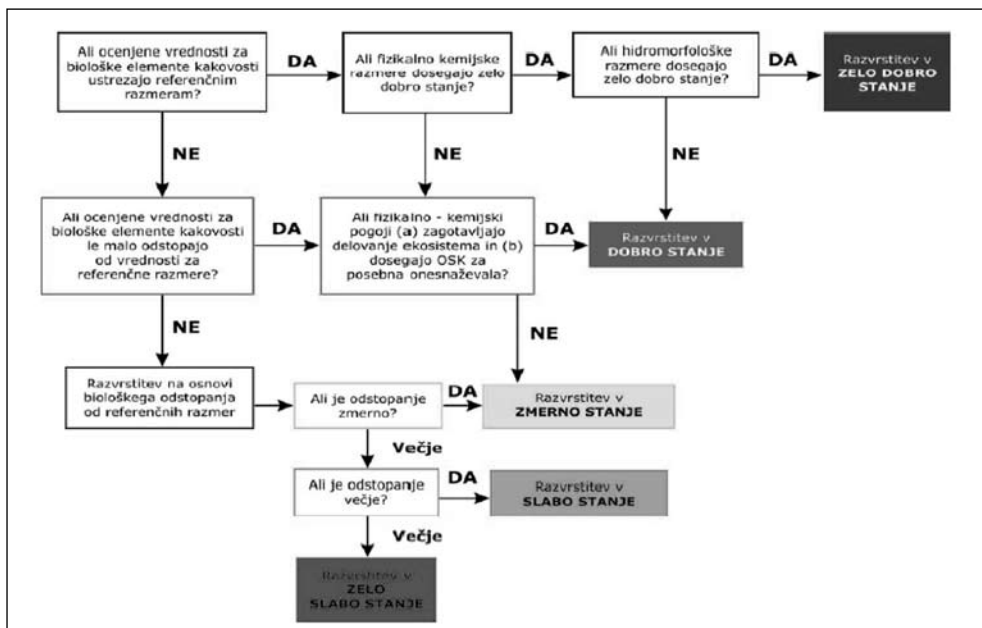 Ali ocenjene vrednosti za
biološke elemente kakovosti
ustrezajo referenčnim
razmeram?
DA
Ali fizikalno kemijske
razmere dosegajo zelo
dobro stanje?
DA
Ali hidromorfološke
razmere dosegajo
zelo dobro stanje?
DA
Razvrstitev v
ZELO DOBRO
STANJE
NE
NE
NE
Ali ocenjene vrednosti za
biološke elemente kakovosti
le malo odstopajo
od vrednosti za
referenčne razmere?
DA
Ali fizikalno - kemijski
pogoji (a) zagotavljajo
delovanje ekosistema in (b)
dosegajo OSK za
posebna onesnaževala?
DA
Razvrstitev v
DOBRO STANJE
NE
NE
Razvrstitev na osnovi
biološkega odstopanja
od referenčnih razmer
Ali je odstopanje
zmerno?
DA
Razvrstitev v
ZMERNO STANJE
Večje
Ali je odstopanje
večje?
DA
Razvrstitev v
SLABO STANJE
Večje
Razvrstitev v
ZELO
SLABO STANJE